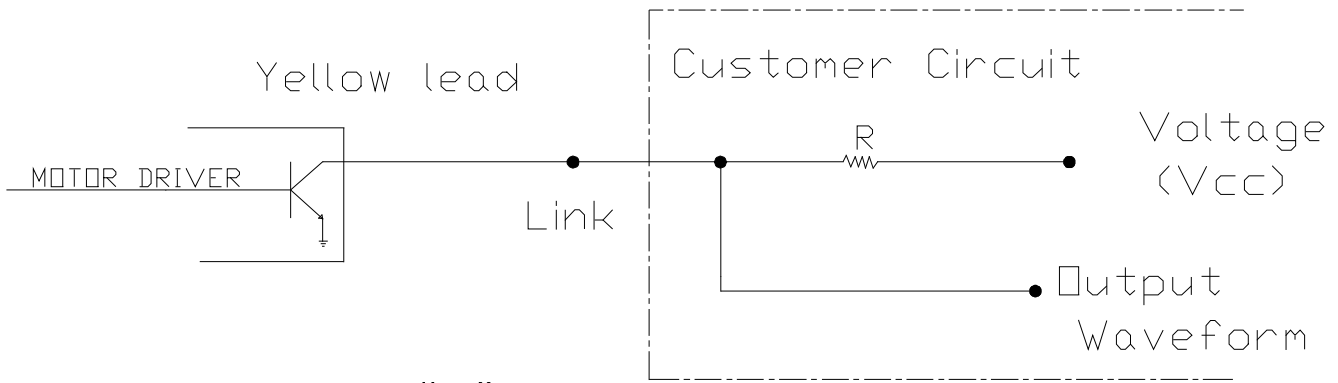 Yellow lead
Customer Circuit
R
Voltage
(Vcc)
MOTOR DRIVER
Link
Output
Waveform